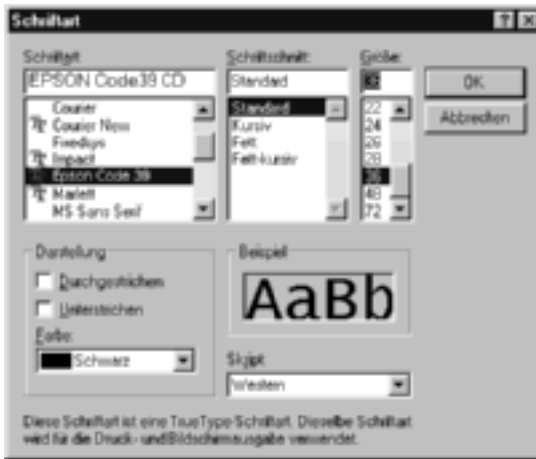 Schriftart
Schriftart:
EPSON Code39 CD
Courier
Courier New
Fixedsys
Impact
Epson Code 39
Marlett
MS Sans Serif
Schriftschnitt:
Standard
Standard
Kursiv
Fett
Fett-kursiv
Größe:
22
24
26
28
36
48
72
OK
Abbrechen
Darstellung
Durchgestrichen
Unterstrichen
Farbe:
Schwarz
Beispiel
AaBb
Skript:
Western
Diese Schriftart ist eine TrueType-Schriftart. Dieselbe Schriftart
wird für die Druck- und Bildschirmausgabe verwendet.